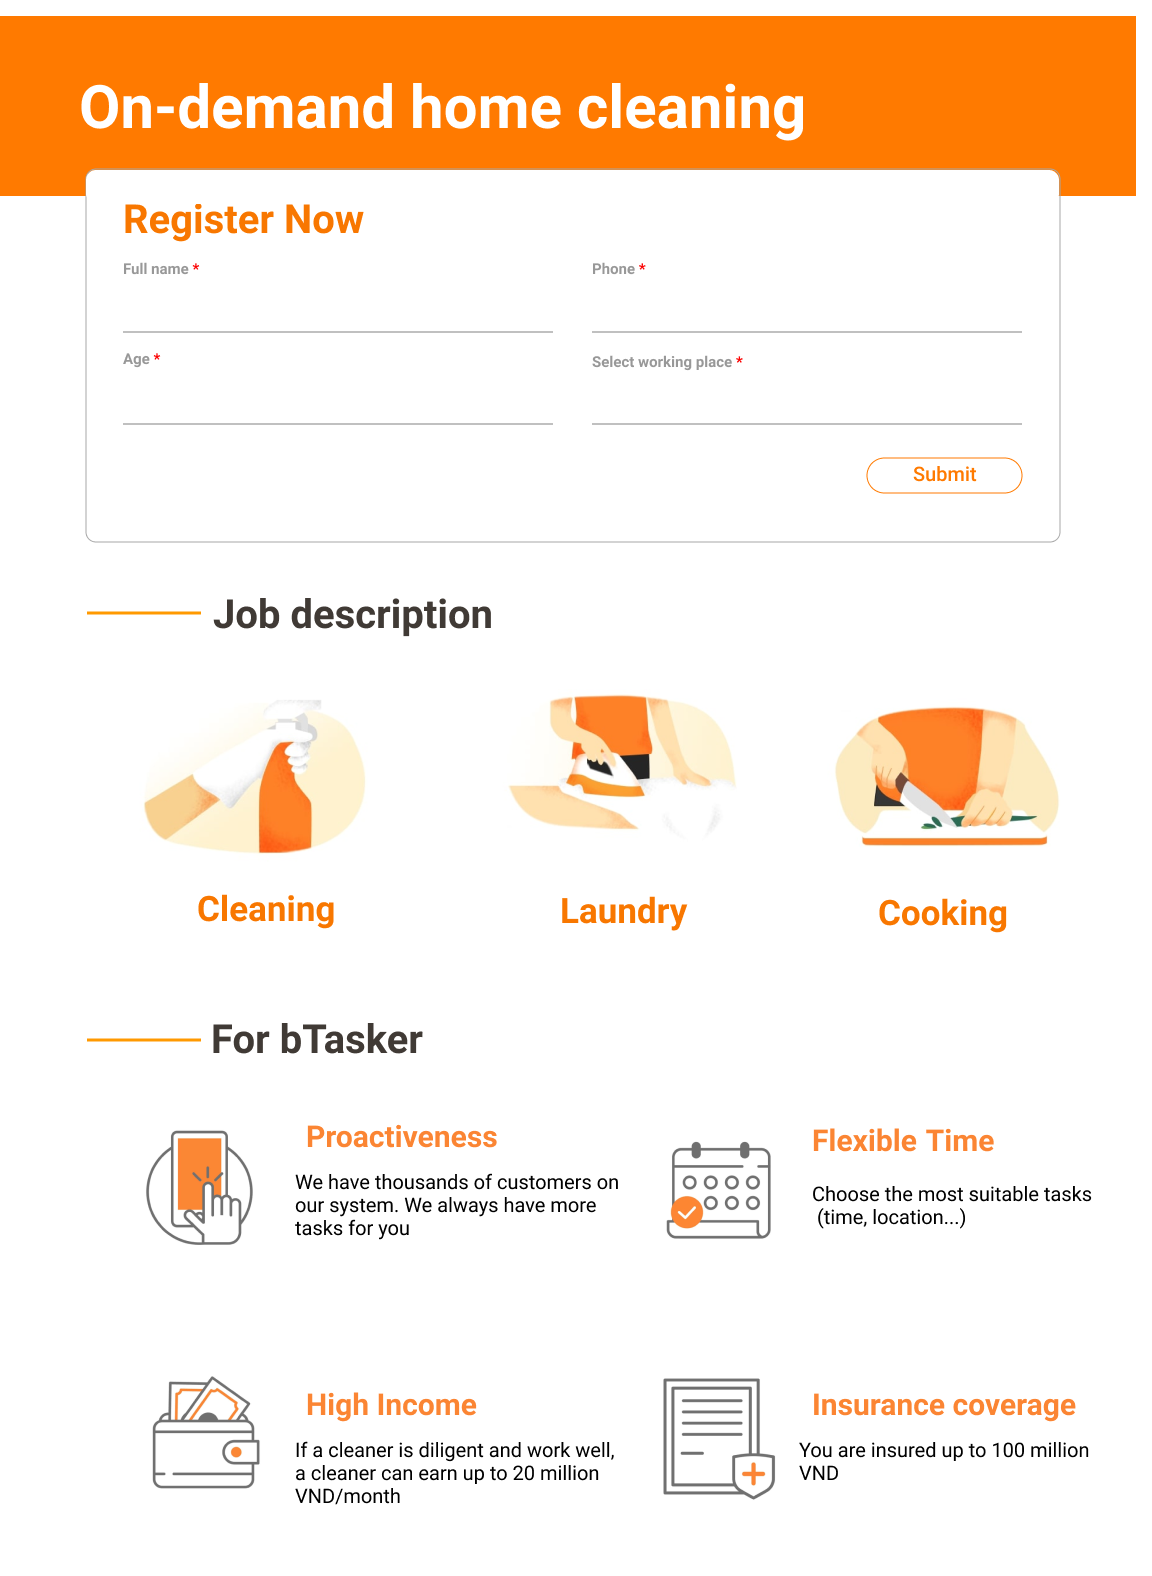 On-demand home cleaning
Register Now
Full name *
Phone *
Age *
Select working place *
Submit
Job description
Cleaning
Laundry
Cooking
For bTasker
Proactiveness
We have thousands of customers on
our system. We always have more
tasks for you
Flexible Time
Choose the most suitable tasks
(time, location...)
High Income
If a cleaner is diligent and work well,
a cleaner can earn up to 20 million
VND/month
Insurance coverage
You are insured up to 100 million
VND